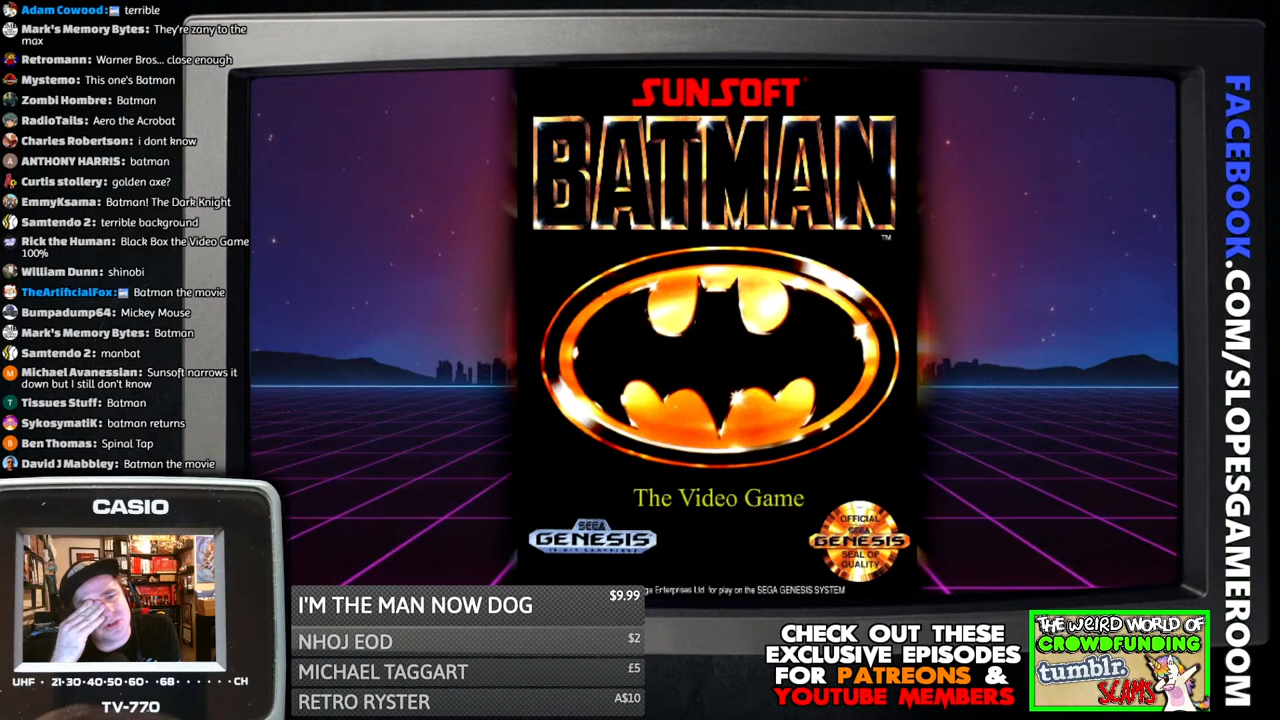 Adam Cowood: terrible
Mark's Memory Bytes: They're zany to the
max
Retromann: Warner Bros... close enough
Mystemo: This one's Batman
Zombi Hombre: Batman
RadioTails: Aero the Acrobat
Charles Robertson: i dont know
A ANTHONY HARRIS: batman
Curtis stollery: golden axe?
EmmyKsama: Batman! The Dark Knight
Samtendo 2: terrible background
Rick the Human: Black Box the Video Game
100%
William Dunn: shinobi
TheArtificialFox: Batman the movie
Bumpadump64: Mickey Mouse
Mark's Memory Bytes: Batman
Samtendo 2: manbat
M Michael Avanessian: Sunsoft narrows it
down but I still don't know
T Tissues Stuff: Batman
SykosymatiK: batman returns
B Ben Thomas: Spinal Tap
David J Mabbley: Batman the movie
SUNSOFT
BATMAN
TM
The Video Game
SEGA
GENESIS
16-BIT CARTRIDGE
OFFICIAL
SEGA
GENESIS
SEAL OF
QUALITY
Enterprises Ltd. for play on the SEGA GENESIS SYSTEM
CASIO
UHF · 21·30·40·50·60· ·68· · · · · · CH
TV-770
I'M THE MAN NOW DOG $9.99
NHOJ EOD $2
MICHAEL TAGGART £5
RETRO RYSTER A$10
CHECK OUT THESE
EXCLUSIVE EPISODES
FOR PATREONS &
YOUTUBE MEMBERS
THE WEIRD WORLD OF
CROWDFUNDING
tumblr.
SCAMS
FACEBOOK.COM/SLOPESGAMEROOM